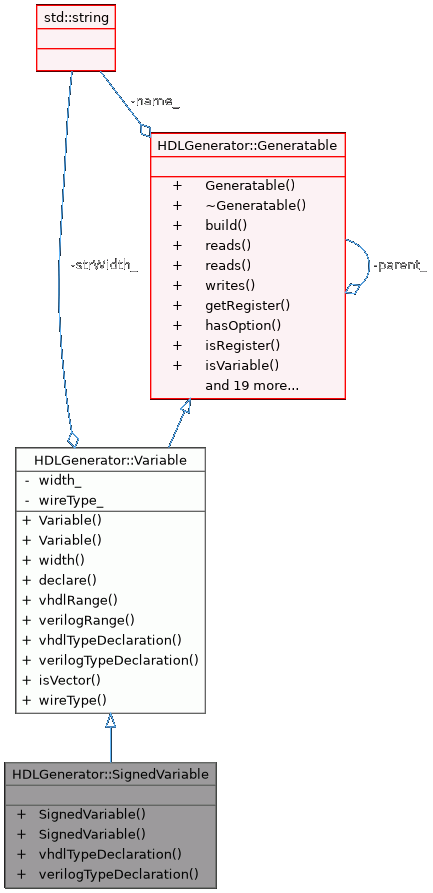 std::string
-name_
HDLGenerator::Generatable
+ Generatable()
+ ~Generatable()
+ build()
+ reads()
+ reads()
+ writes()
+ getRegister()
+ hasOption()
+ isRegister()
+ isVariable()
and 19 more...
-strWidth_
-parent_
HDLGenerator::Variable
- width_
- wireType_
+ Variable()
+ Variable()
+ width()
+ declare()
+ vhdlRange()
+ verilogRange()
+ vhdlTypeDeclaration()
+ verilogTypeDeclaration()
+ isVector()
+ wireType()
HDLGenerator::SignedVariable
+ SignedVariable()
+ SignedVariable()
+ vhdlTypeDeclaration()
+ verilogTypeDeclaration()